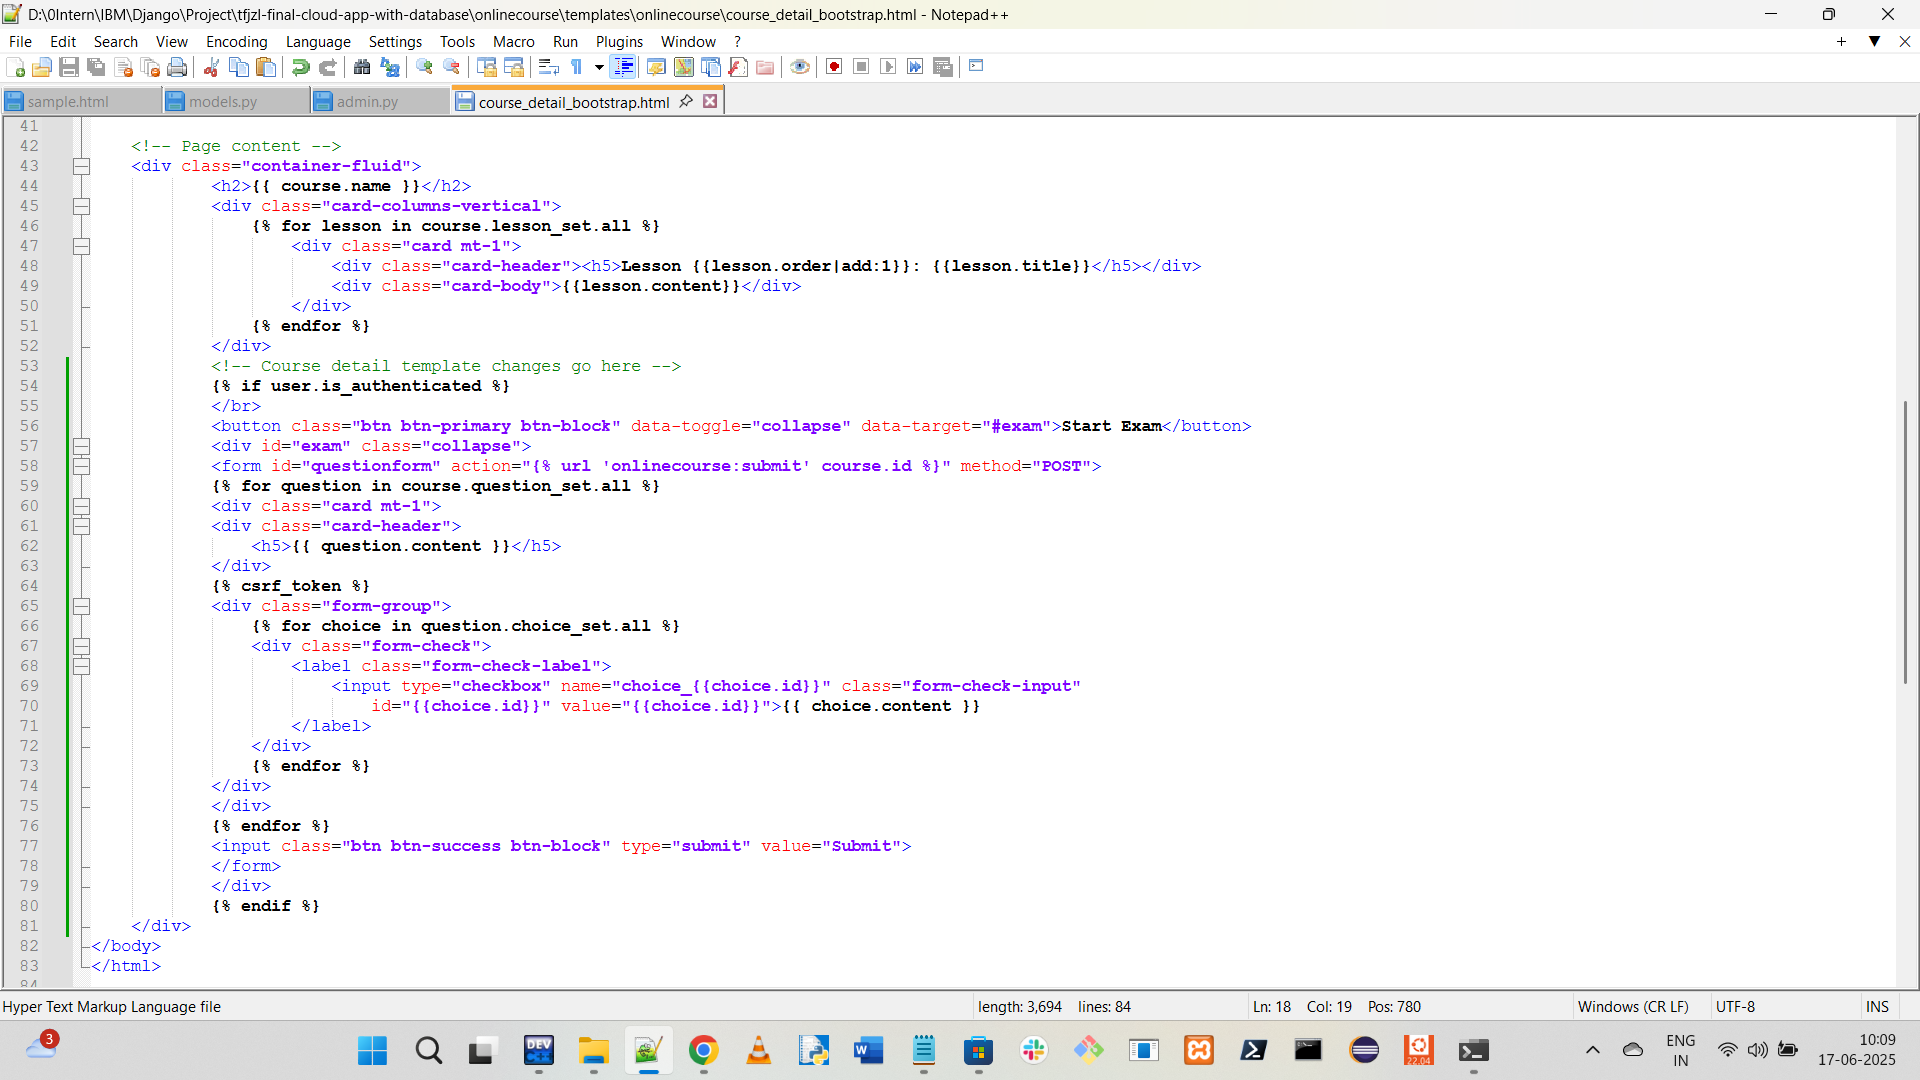 D:\0Intern\IBM\Django\Project\tfjzl-final-cloud-app-with-database\onlinecourse\templates\onlinecourse\course_detail_bootstrap.html - Notepad++
File Edit Search View Encoding Language Settings Tools Macro Run Plugins Window ?
sample.html models.py admin.py course_detail_bootstrap.html
41
42 <!-- Page content -->
43 <div class="container-fluid">
44 <h2>{{ course.name }}</h2>
45 <div class="card-columns-vertical">
46 {% for lesson in course.lesson_set.all %}
47 <div class="card mt-1">
48 <div class="card-header"><h5>Lesson {{lesson.order|add:1}}: {{lesson.title}}</h5></div>
49 <div class="card-body">{{lesson.content}}</div>
50 </div>
51 {% endfor %}
52 </div>
53 <!-- Course detail template changes go here -->
54 {% if user.is_authenticated %}
55 </br>
56 <button class="btn btn-primary btn-block" data-toggle="collapse" data-target="#exam">Start Exam</button>
57 <div id="exam" class="collapse">
58 <form id="questionform" action="{% url 'onlinecourse:submit' course.id %}" method="POST">
59 {% for question in course.question_set.all %}
60 <div class="card mt-1">
61 <div class="card-header">
62 <h5>{{ question.content }}</h5>
63 </div>
64 {% csrf_token %}
65 <div class="form-group">
66 {% for choice in question.choice_set.all %}
67 <div class="form-check">
68 <label class="form-check-label">
69 <input type="checkbox" name="choice_{{choice.id}}" class="form-check-input"
70 id="{{choice.id}}" value="{{choice.id}}">{{ choice.content }}
71 </label>
72 </div>
73 {% endfor %}
74 </div>
75 </div>
76 {% endfor %}
77 <input class="btn btn-success btn-block" type="submit" value="Submit">
78 </form>
79 </div>
80 {% endif %}
81 </div>
82 </body>
83 </html>
84
Hyper Text Markup Language file length: 3,694 lines: 84 Ln: 18 Col: 19 Pos: 780 Windows (CR LF) UTF-8 INS
3 DEV 22.04 ENG IN 10:09 17-06-2025